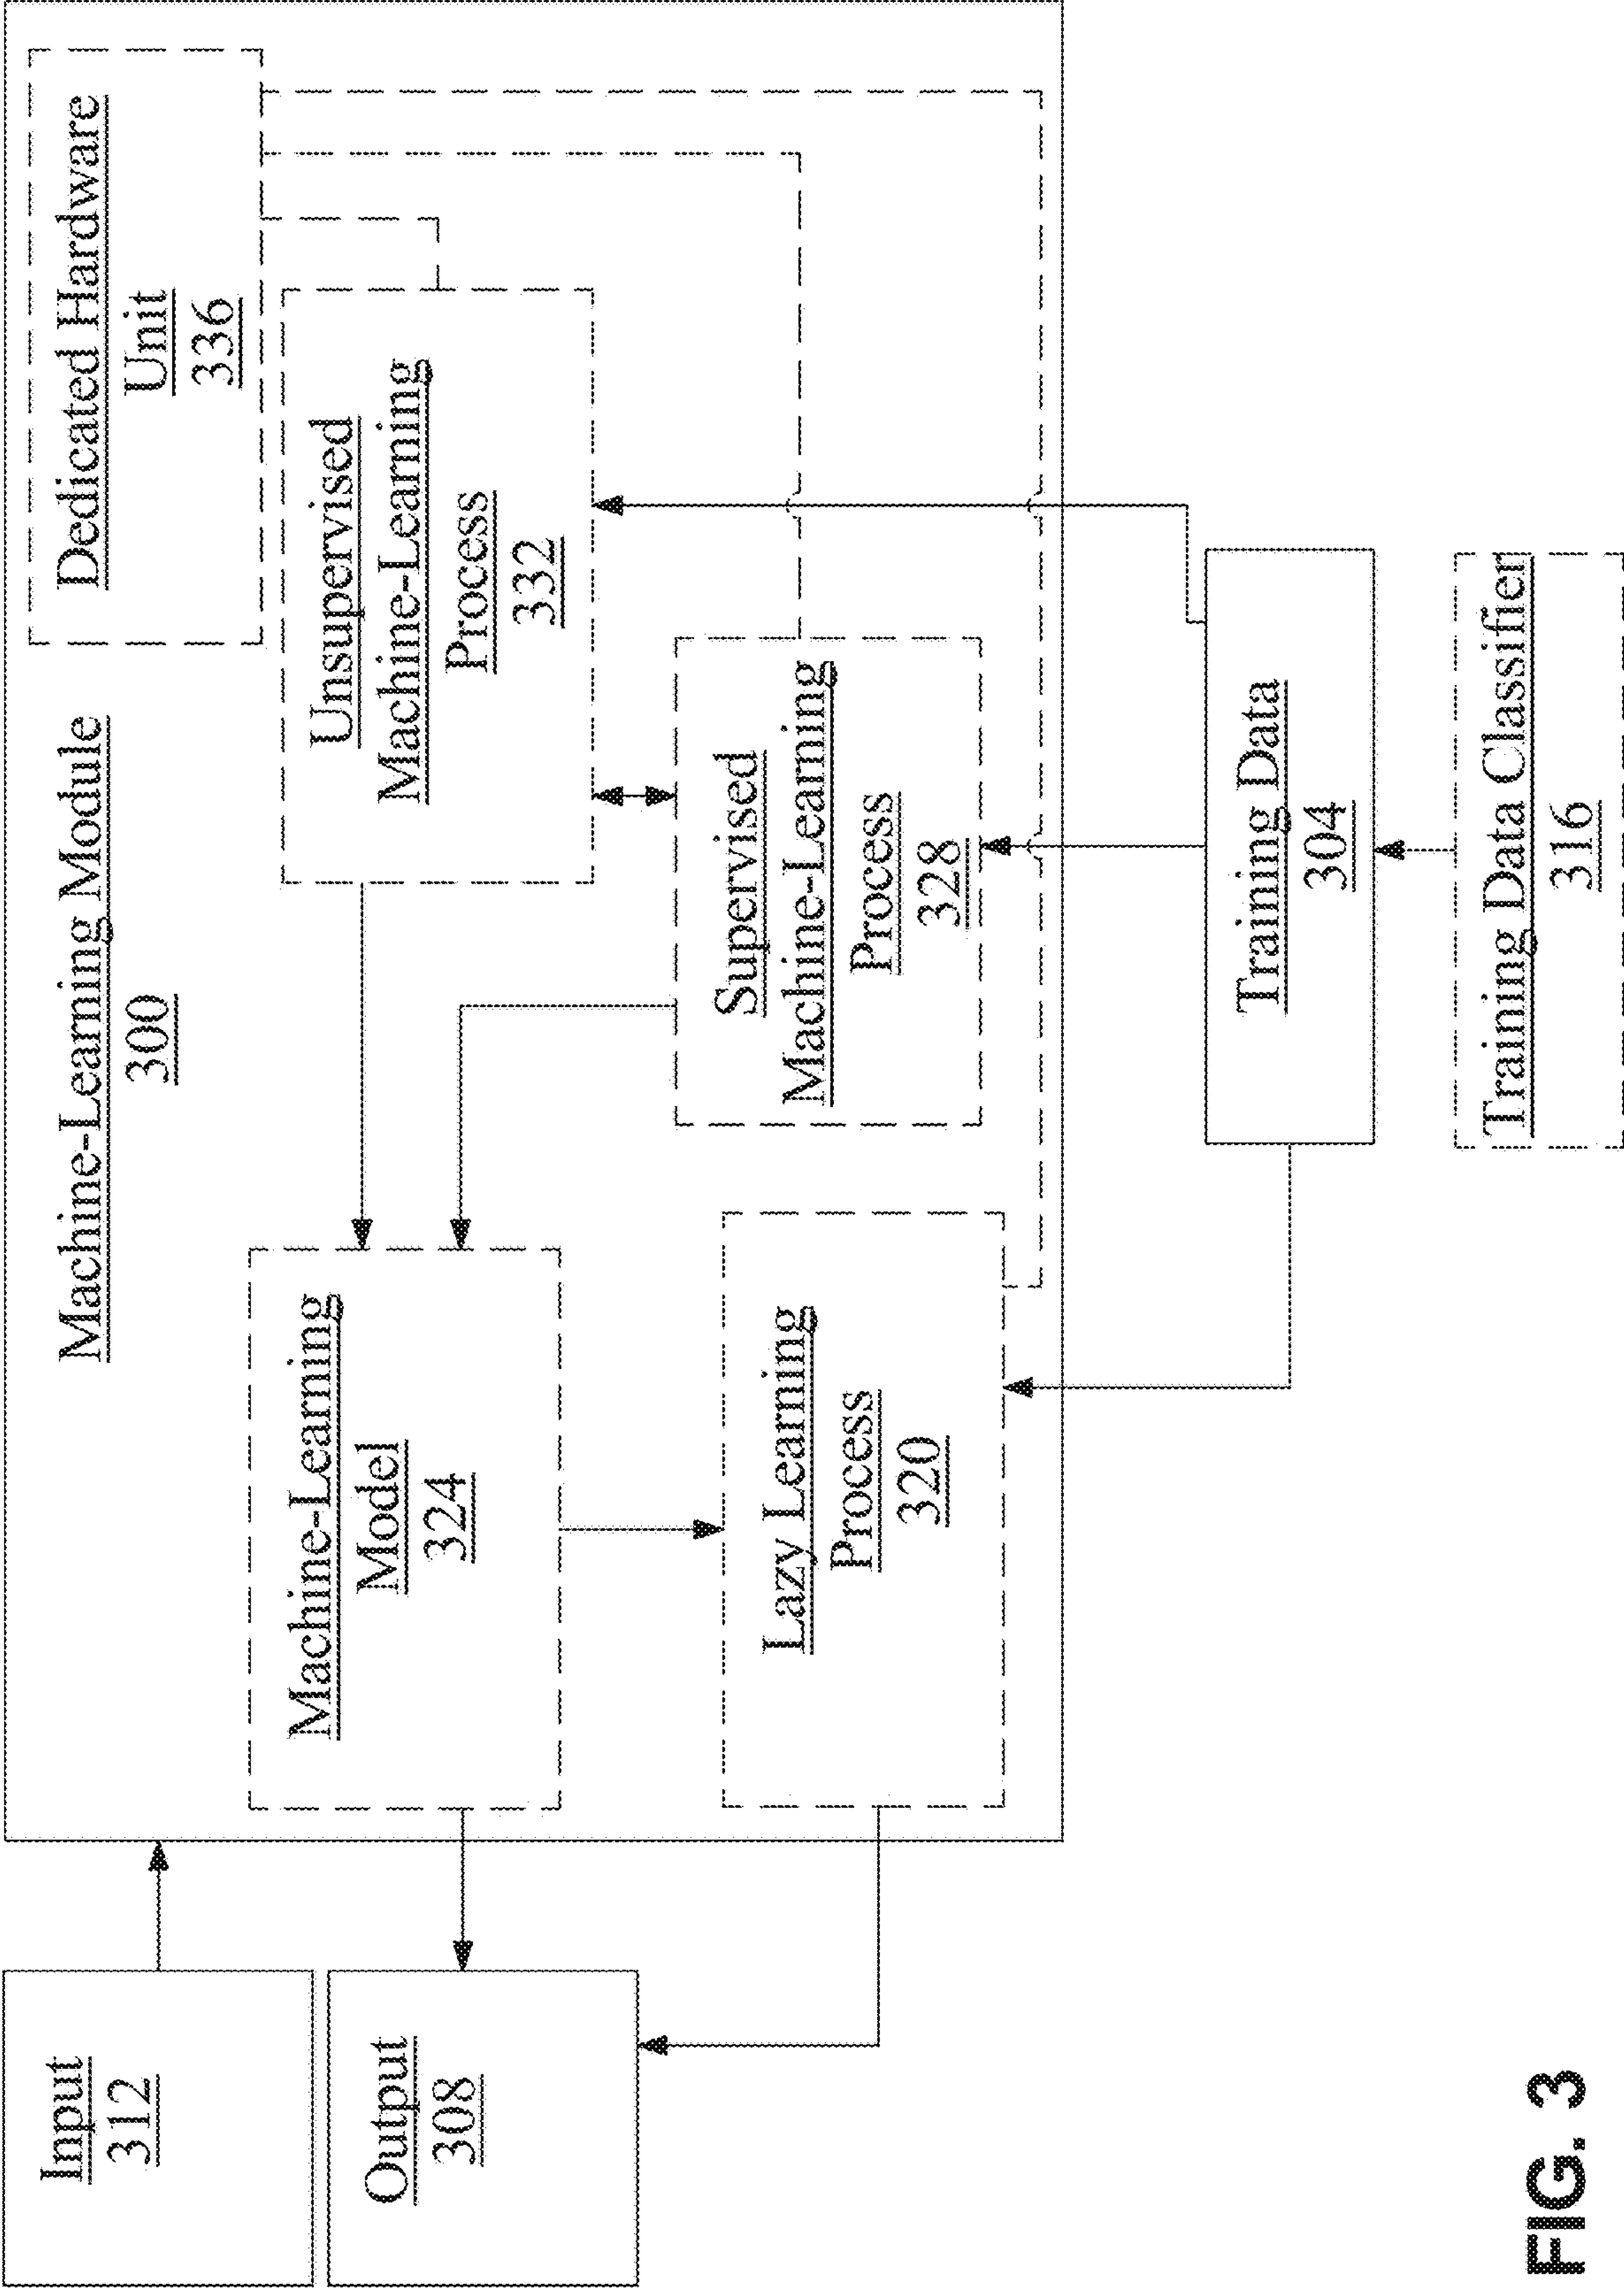 Input
312
Output
308
Machine-Learning Module
300
Machine-Learning
Model
324
Lazy Learning
Process
320
Dedicated Hardware
Unit
336
Unsupervised
Machine-Learning
Process
332
Supervised
Machine-Learning
Process
328
Training Data
304
Training Data Classifier
316
FIG. 3